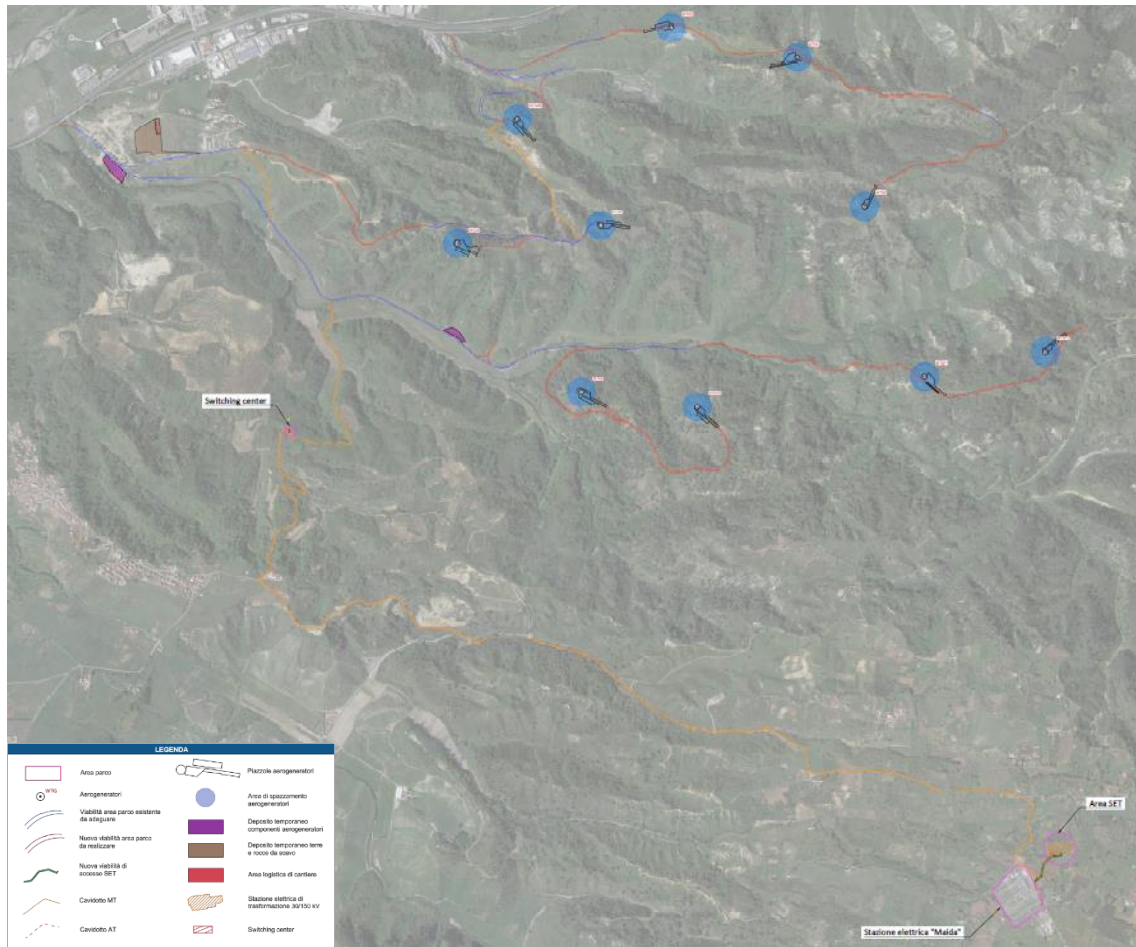 Switching center
Area SET
Stazione elettrica "Maida"
LEGENDA
Area parco
WTG
Aerogeneratori
Viabilità area parco esistente
da adeguare
Nuova viabilità area parco
da realizzare
Nuova viabilità di
accesso SET
Cavidotto MT
Cavidotto AT
Piazzole aerogeneratori
Area di spazzamento
aerogeneratori
Deposito temporaneo
componenti aerogeneratori
Deposito temporaneo terre
e rocce da scavo
Area logistica di cantiere
Stazione elettrica di
trasformazione 30/150 kV
Switching center